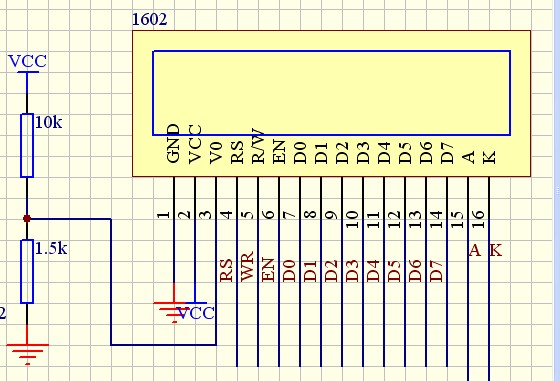 1602
VCC
10k
1.5k
2
GND VCC V0 RS R/W EN D0 D1 D2 D3 D4 D5 D6 D7 A K
1 2 3 4 5 6 7 8 9 10 11 12 13 14 15 16
RS WR EN D0 D1 D2 D3 D4 D5 D6 D7 A K
VCC